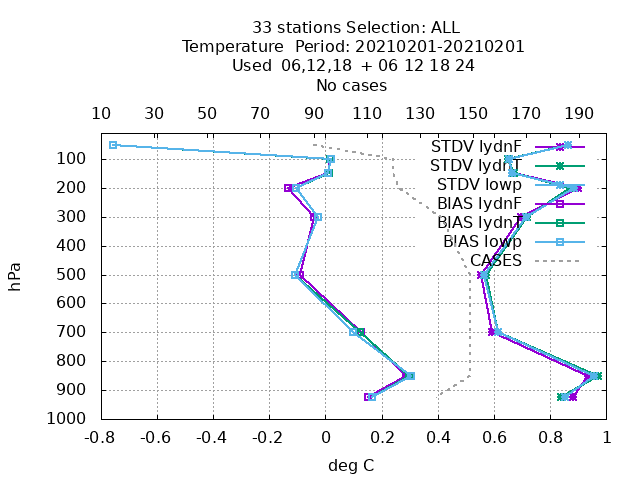 33 stations Selection: ALL
Temperature  Period: 20210201-20210201
Used  06,12,18  + 06 12 18 24
No cases
10 30 50 70 90 110 130 150 170 190
STDV lydnF
STDV lydnT
STDV lowp
BIAS lydnF
BIAS lydnT
BIAS lowp
CASES
100
200
300
400
500
600
700
800
900
1000
hPa
-0.8 -0.6 -0.4 -0.2 0 0.2 0.4 0.6 0.8 1
deg C